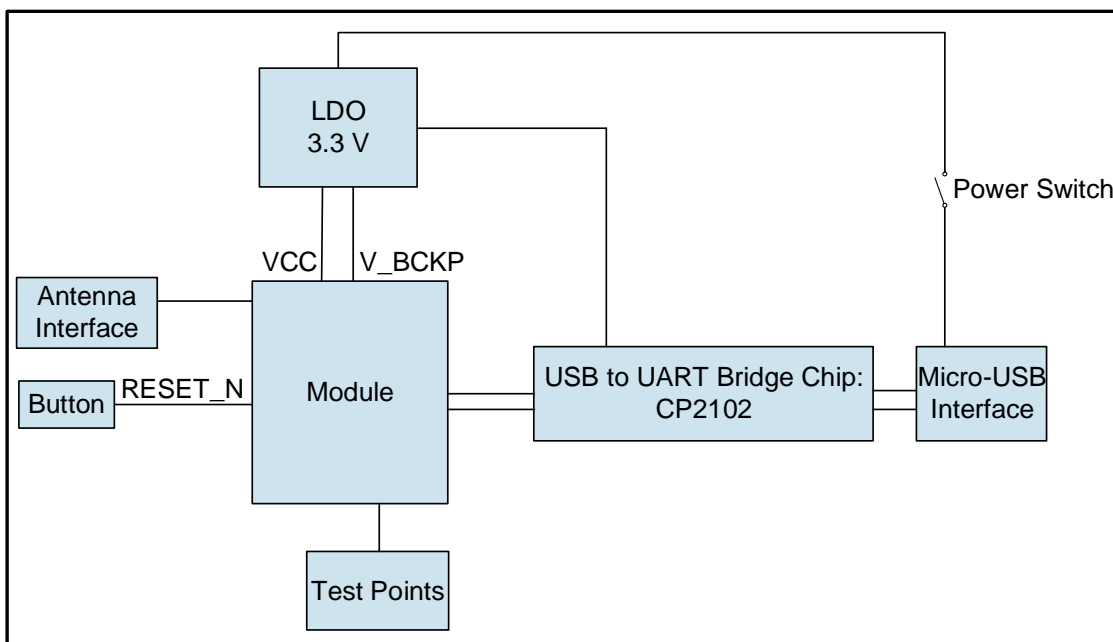 LDO
3.3 V
Power Switch
VCC
V_BCKP
Antenna
Interface
Button
RESET_N
Module
USB to UART Bridge Chip:
CP2102
Micro-USB
Interface
Test Points